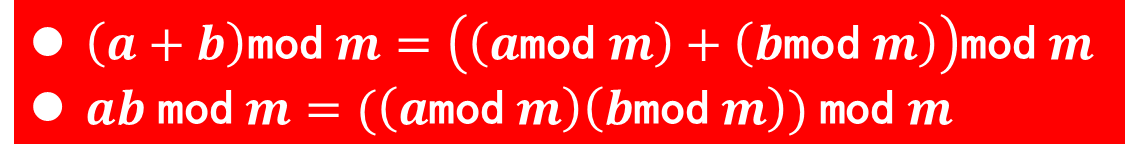 ● (a + b)mod m = ((amod m) + (bmod m))mod m
● ab mod m = ((amod m)(bmod m)) mod m